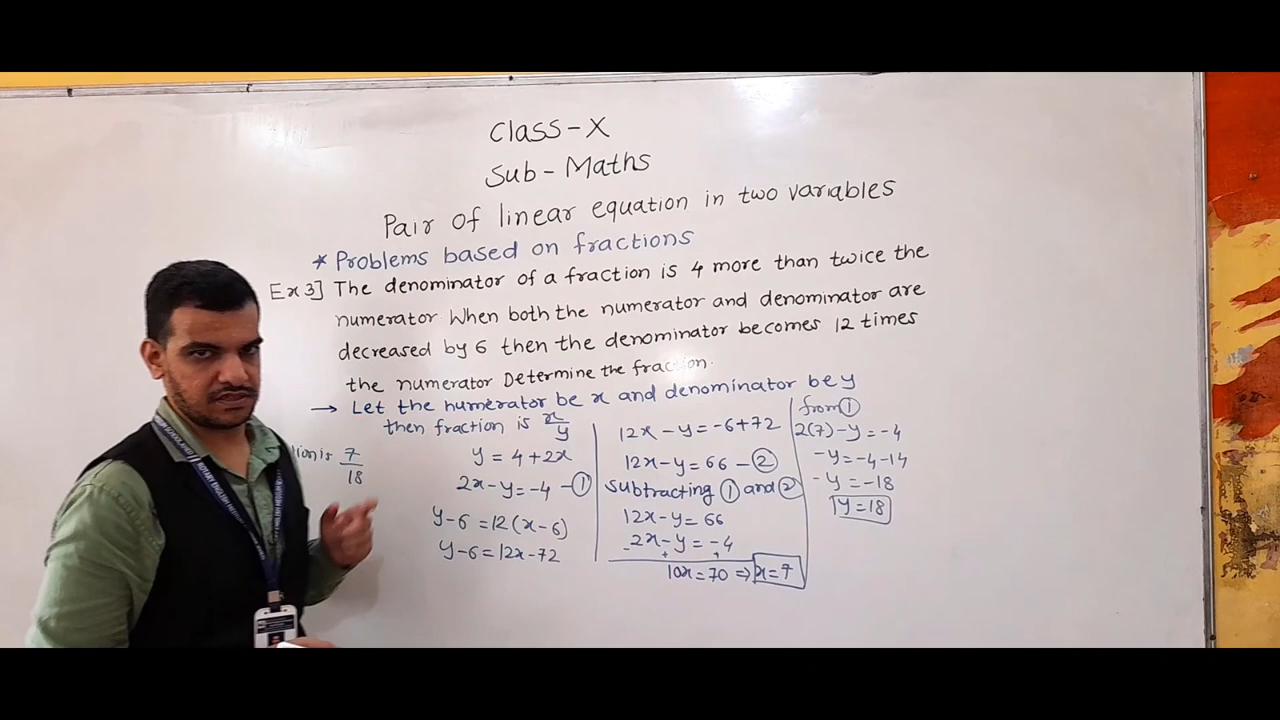 Class-X
Sub-Maths
Pair of linear equation in two variables
* Problems based on fractions
Ex 3] The denominator of a fraction is 4 more than twice the
numerator When both the numerator and denominator are
decreased by 6 then the denominator becomes 12 times
the numerator Determine the fraction.
→ Let the numerator be x and denominator be y
then fraction is x/y
y = 4+2x
2x-y=-4 -①
y-6=12(x-6)
y-6=12x-72
12x-y=-6+72
12x-y=66-②
subtracting ① and ②
12x-y=66
2x-y=-4
- + +
10x=70 ⇒ x=7
from ①
2(7)-y=-4
-y=-4-14
-y=-18
y=18
is 7/18